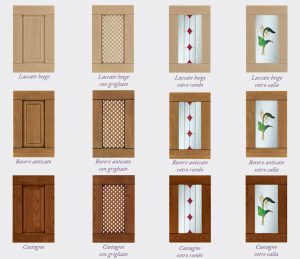 Laccato beige
Laccato beige
con grigliato
Laccato beige
vetro rombi
Laccato beige
vetro calla
Rovere anticato
Rovere anticato
con grigliato
Rovere anticato
vetro rombi
Rovere anticato
vetro calla
Castagno
Castagno
con grigliato
Castagno
vetro rombi
Castagno
vetro calla